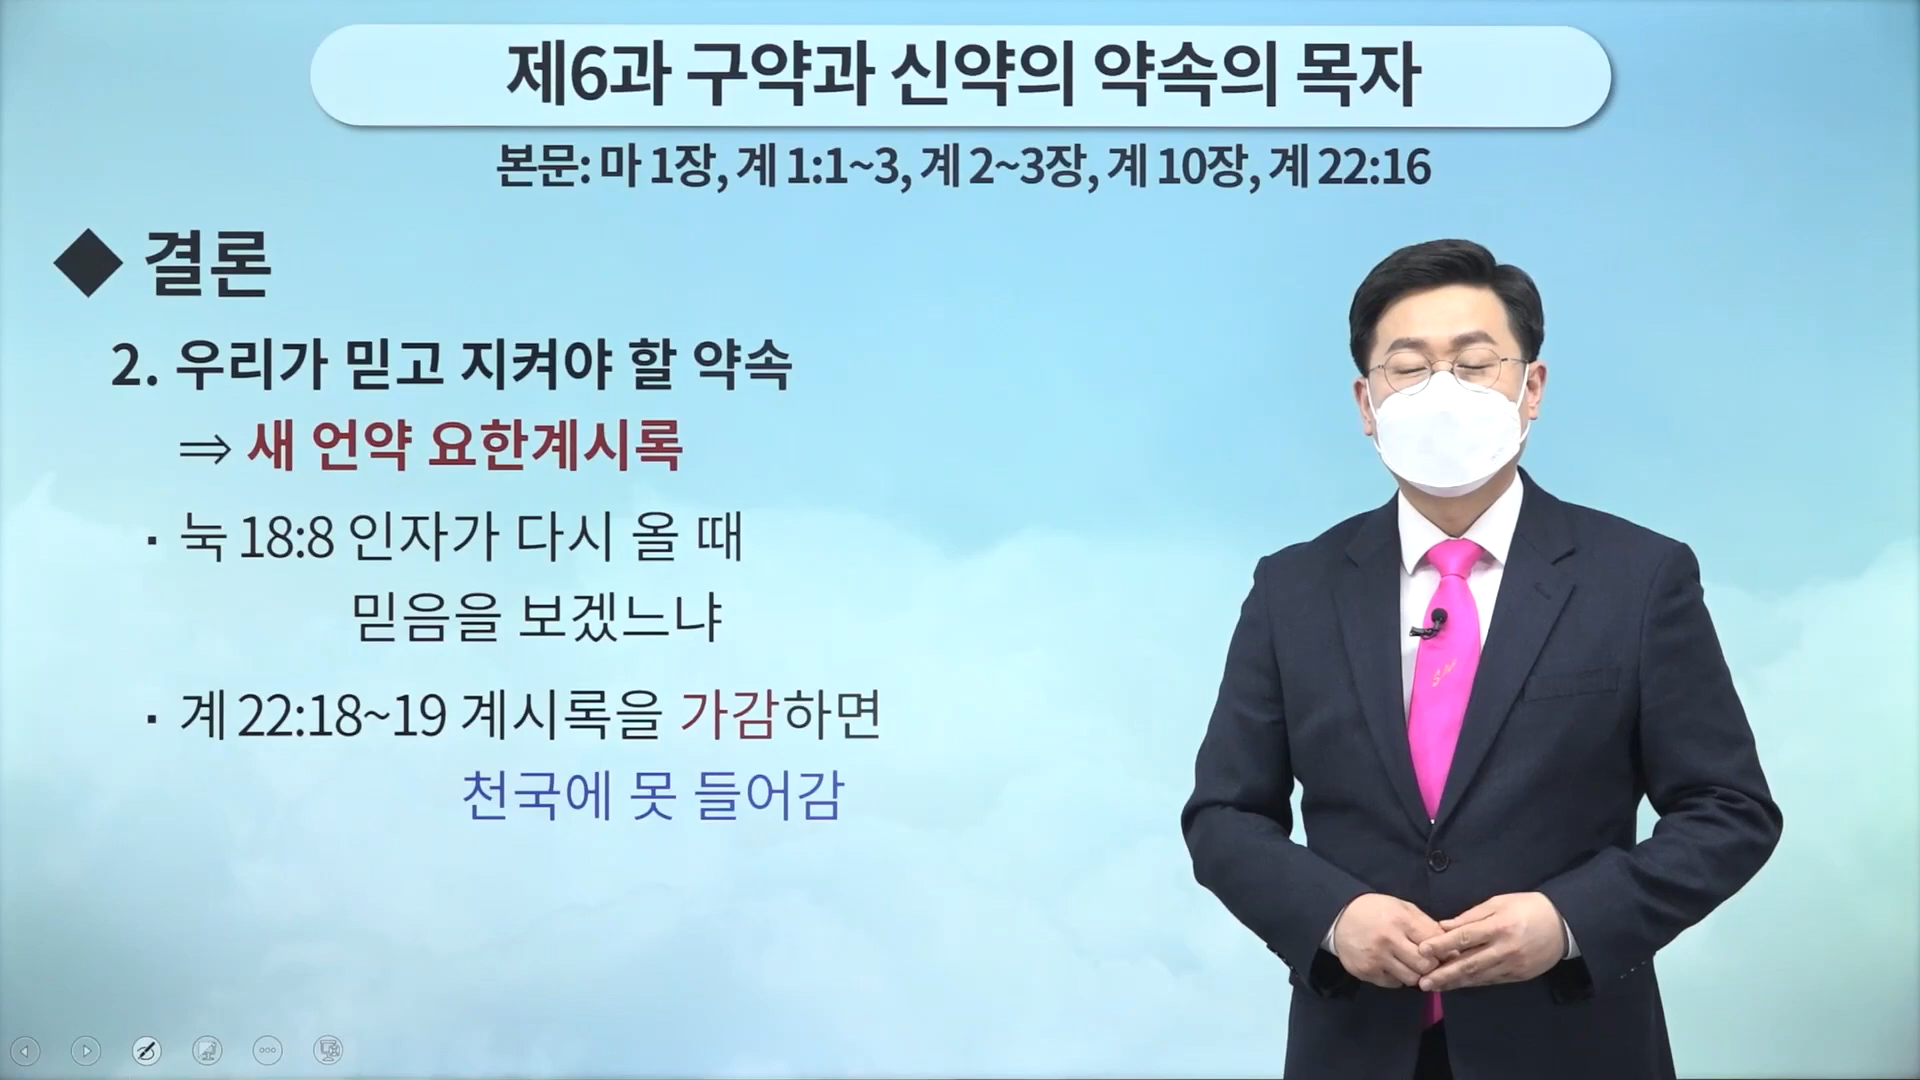 제6과 구약과 신약의 약속의 목자
본문: 마 1장, 계 1:1~3, 계 2~3장, 계 10장, 계 22:16
◆ 결론
2. 우리가 믿고 지켜야 할 약속
⇒ 새 언약 요한계시록
· 눅 18:8 인자가 다시 올 때
믿음을 보겠느냐
· 계 22:18~19 계시록을 가감하면
천국에 못 들어감